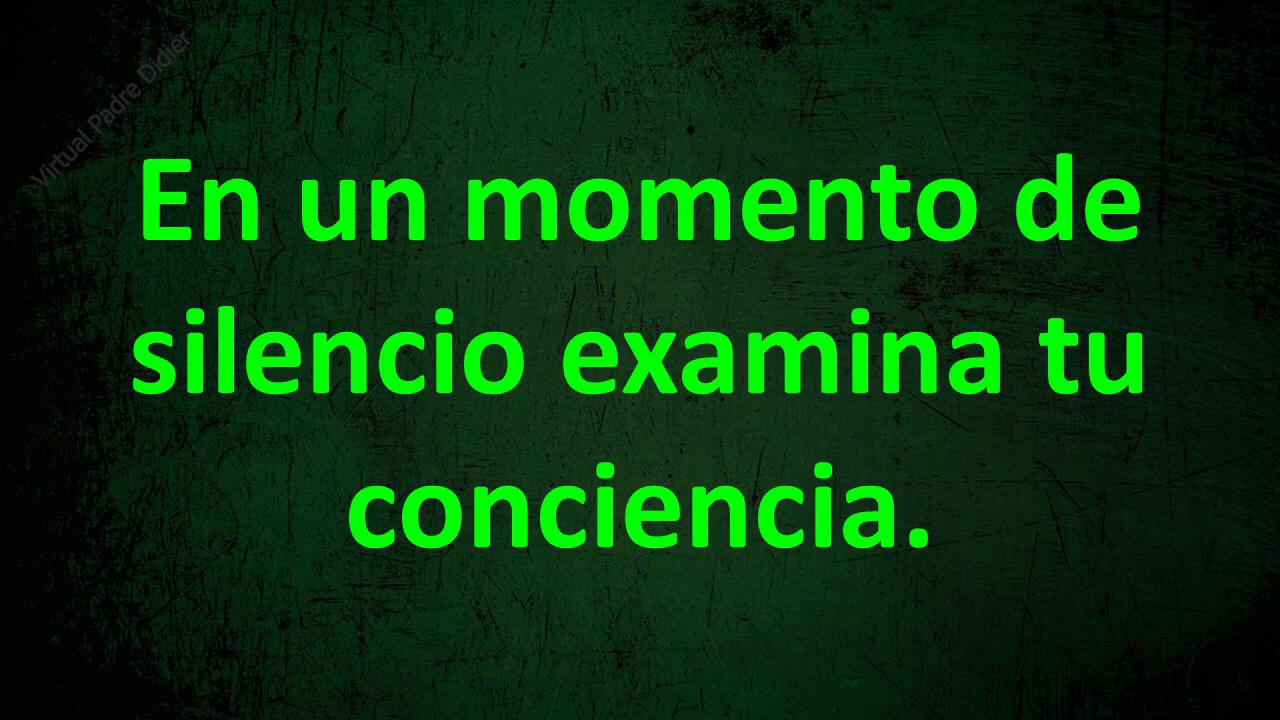 Virtual Padre Didier
En un momento de
silencio examina tu
conciencia.